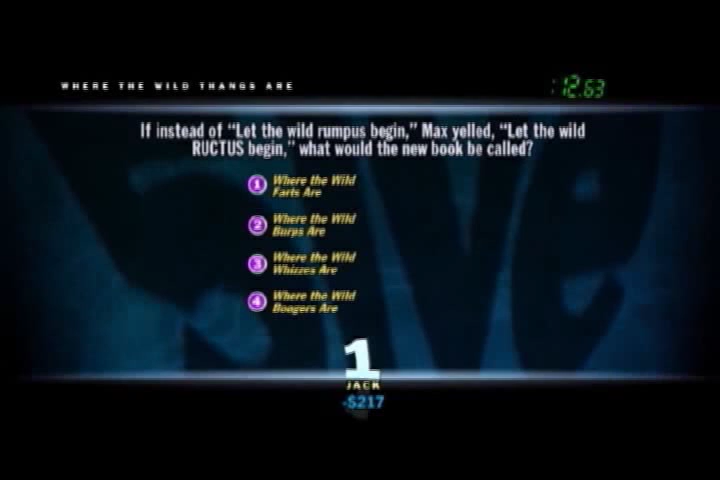 WHERE THE WILD THANGS ARE
:12.63
If instead of "Let the wild rumpus begin," Max yelled, "Let the wild
RUCTUS begin," what would the new book be called?
1 Where the Wild
Farts Are
2 Where the Wild
Burps Are
3 Where the Wild
Whizzes Are
4 Where the Wild
Boogers Are
1
JACK
-$217